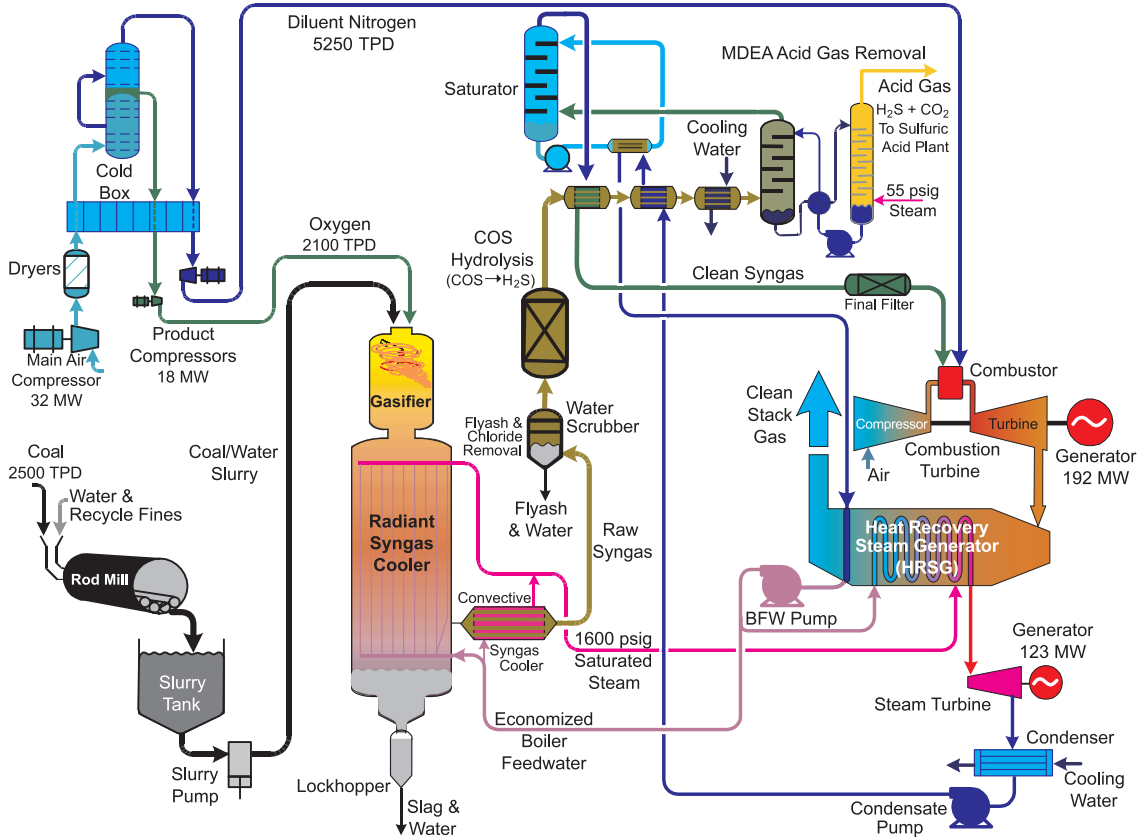 Diluent Nitrogen
5250 TPD
Saturator
MDEA Acid Gas Removal
Acid Gas
H₂S + CO₂
To Sulfuric
Acid Plant
Cooling
Water
55 psig
Steam
Cold
Box
Dryers
Oxygen
2100 TPD
COS
Hydrolysis
(COS→H₂S)
Clean Syngas
Final Filter
Main Air
Compressor
32 MW
Product
Compressors
18 MW
Gasifier
Flyash &
Chloride
Removal
Water
Scrubber
Clean
Stack
Gas
Combustor
Compressor
Turbine
Combustion
Turbine
Air
Generator
192 MW
Coal
2500 TPD
Water &
Recycle Fines
Coal/Water
Slurry
Flyash
& Water
Raw
Syngas
Radiant
Syngas
Cooler
Heat Recovery
Steam Generator
(HRSG)
Rod Mill
Convective
Syngas
Cooler
BFW Pump
1600 psig
Saturated
Steam
Generator
123 MW
Steam Turbine
Slurry
Tank
Economized
Boiler
Feedwater
Condenser
Cooling
Water
Slurry
Pump
Lockhopper
Condensate
Pump
Slag &
Water